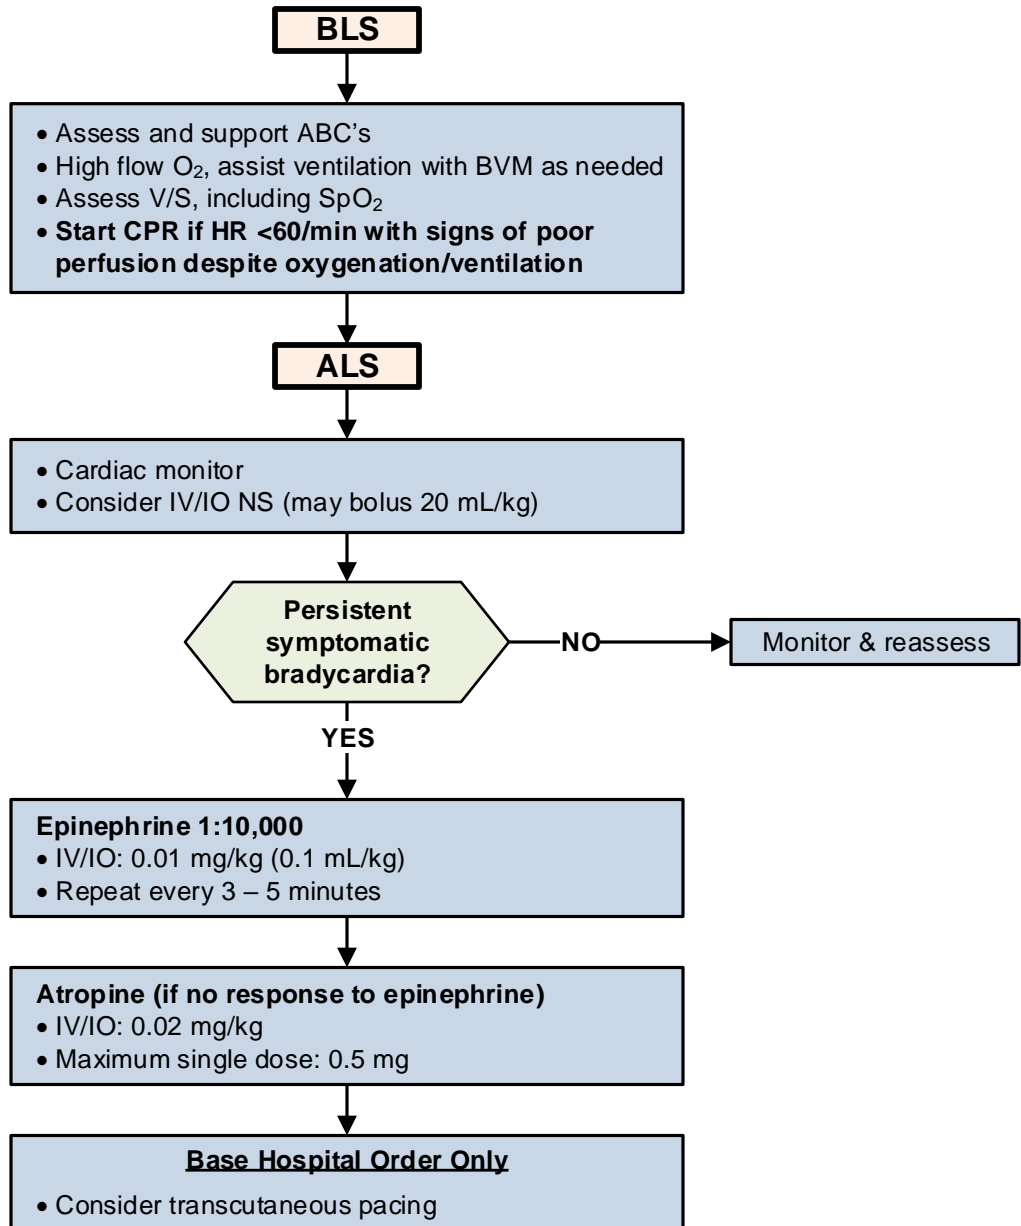 BLS
• Assess and support ABC's
• High flow O₂, assist ventilation with BVM as needed
• Assess V/S, including SpO₂
• Start CPR if HR <60/min with signs of poor
perfusion despite oxygenation/ventilation
ALS
• Cardiac monitor
• Consider IV/IO NS (may bolus 20 mL/kg)
Persistent
symptomatic
bradycardia?
NO
Monitor & reassess
YES
Epinephrine 1:10,000
• IV/IO: 0.01 mg/kg (0.1 mL/kg)
• Repeat every 3 – 5 minutes
Atropine (if no response to epinephrine)
• IV/IO: 0.02 mg/kg
• Maximum single dose: 0.5 mg
Base Hospital Order Only
• Consider transcutaneous pacing